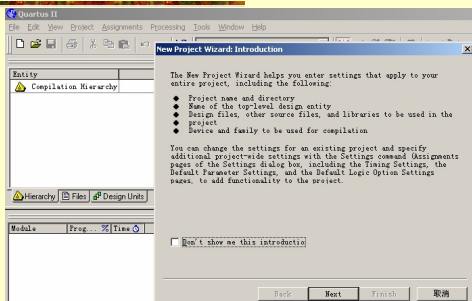 Quartus II
File Edit View Project Assignments Processing Tools Window Help
New Project Wizard: Introduction
Entity
Compilation Hierarchy
The New Project Wizard helps you enter settings that apply to your
entire project, including the following:
Project name and directory
Name of the top-level design entity
Design files, other source files, and libraries to be used in the
project
Device and family to be used for compilation
You can change the settings for an existing project and specify
additional project-wide settings with the Settings command (Assignments
pages of the Settings dialog box, including the Timing Settings, the
Default Parameter Settings, and the Default Logic Option Settings
pages, to add functionality to the project.
Hierarchy Files Design Units
Module Prog... % Time
Don't show me this introductio
Back Next Finish 取消